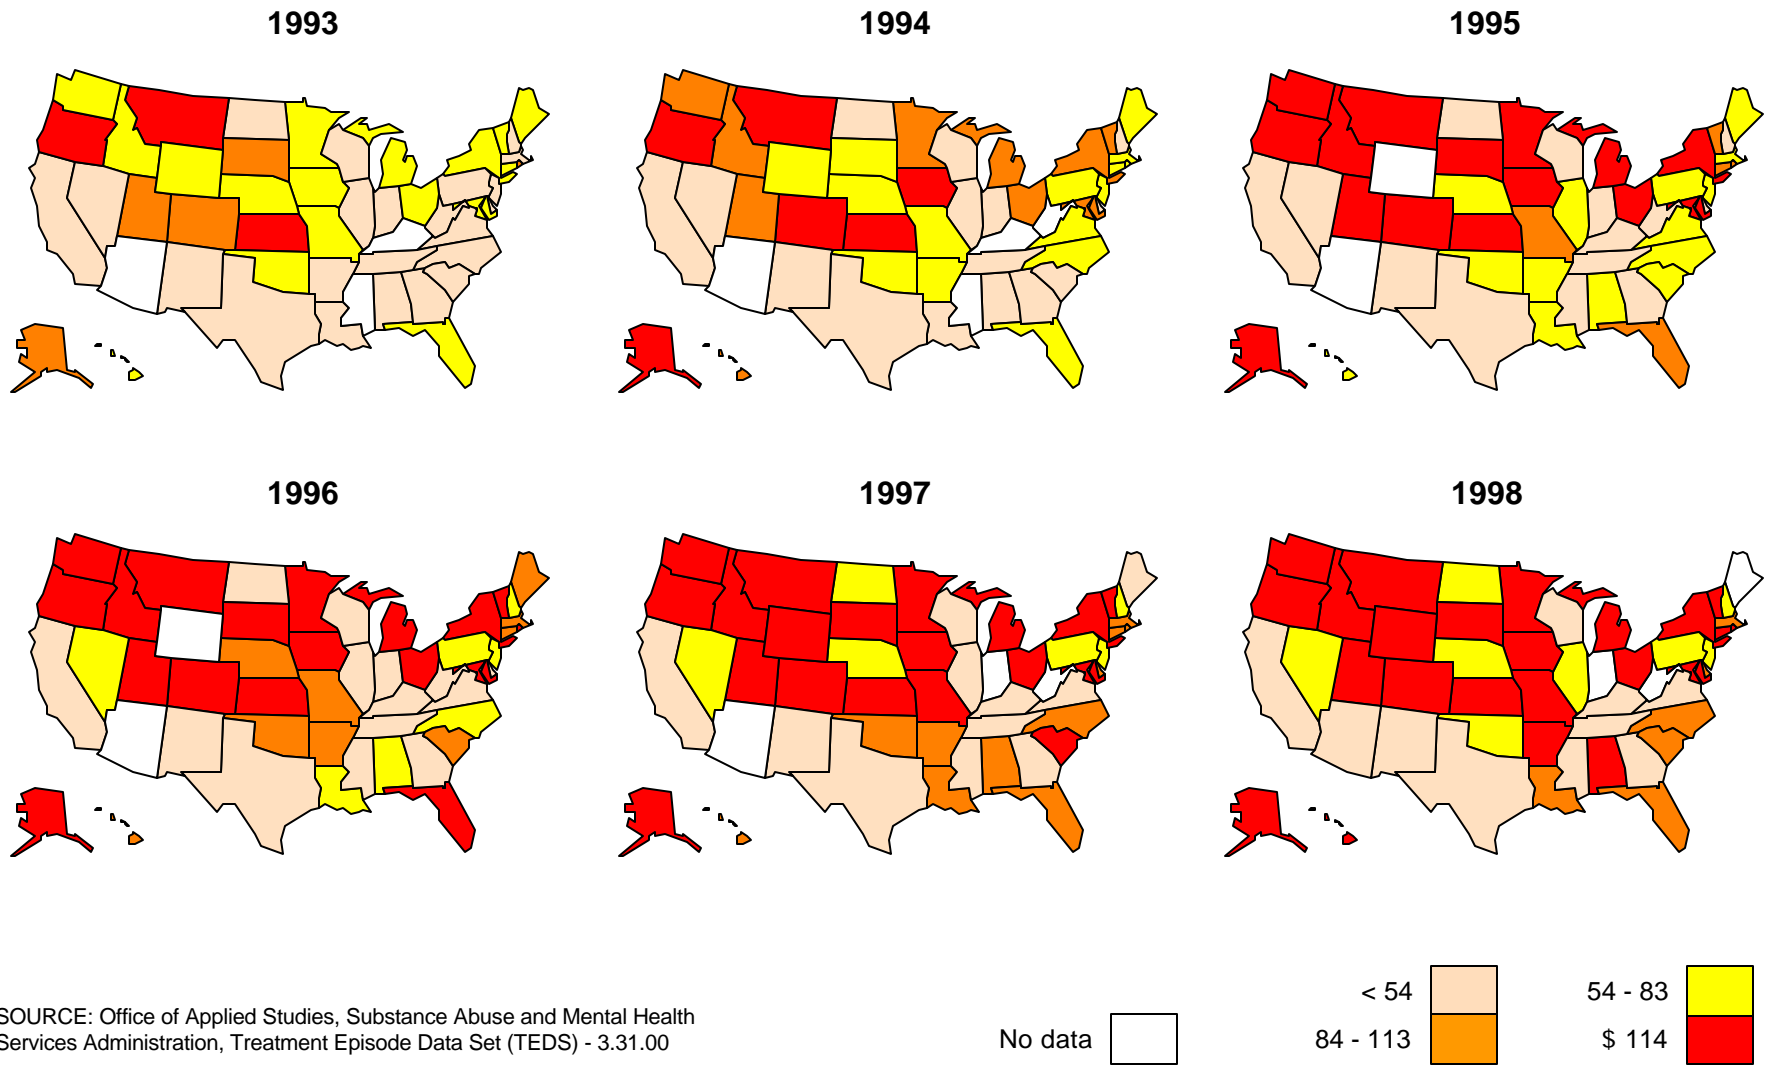 1993
1994
1995
1996
1997
1998
SOURCE: Office of Applied Studies, Substance Abuse and Mental Health
Services Administration, Treatment Episode Data Set (TEDS) - 3.31.00
No data
< 54
54 - 83
84 - 113
$ 114